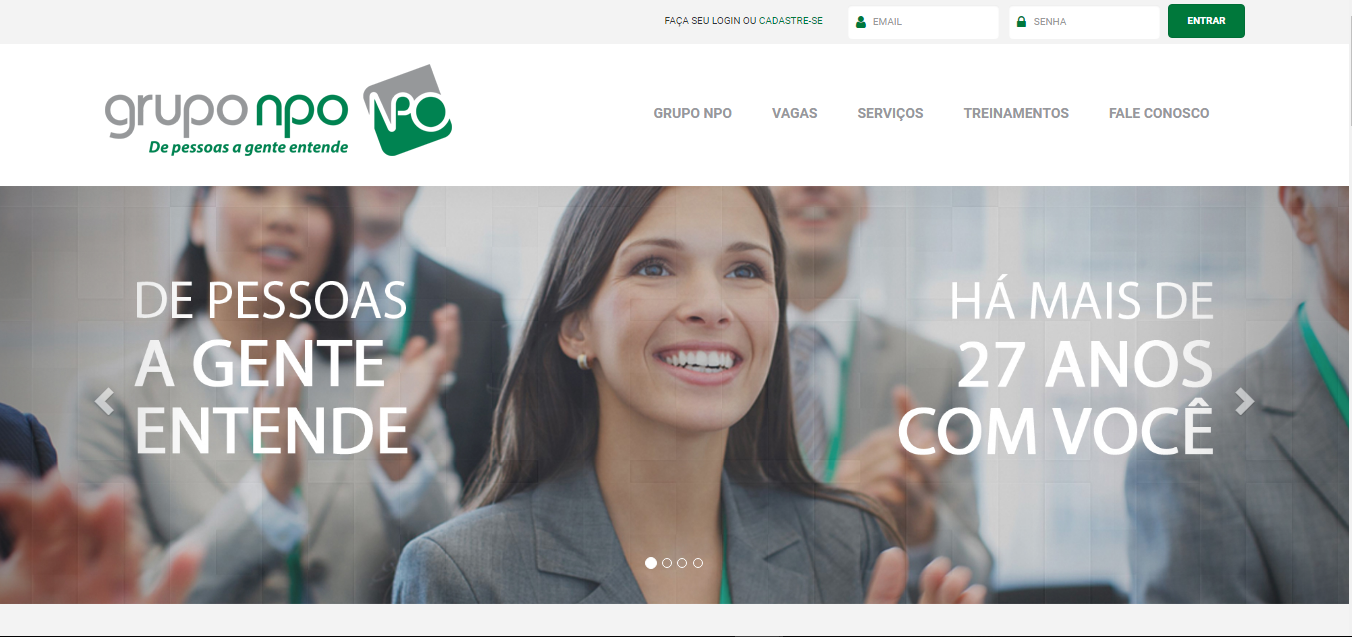 FAÇA SEU LOGIN OU CADASTRE-SE
EMAIL
SENHA
ENTRAR
grupo npo
De pessoas a gente entende
NPO
GRUPO NPO
VAGAS
SERVIÇOS
TREINAMENTOS
FALE CONOSCO
DE PESSOAS
A GENTE
ENTENDE
HÁ MAIS DE
27 ANOS
COM VOCÊ